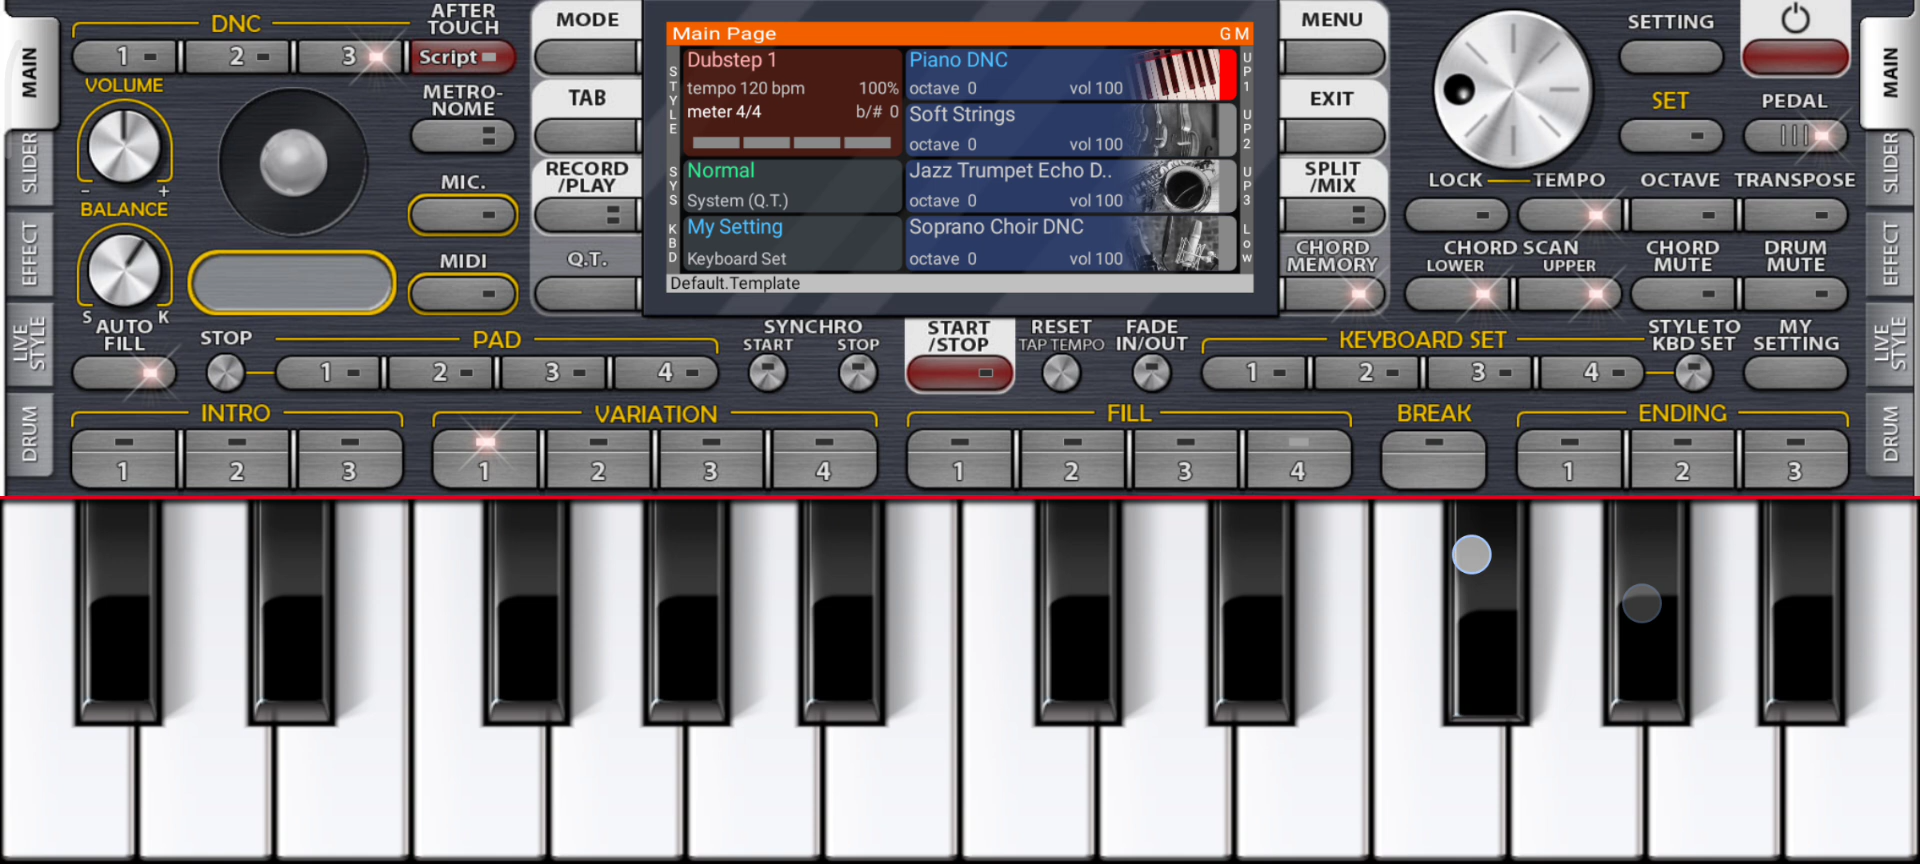 MAIN
SLIDER
EFFECT
LIVE STYLE
DRUM
DNC
1 2 3
AFTER
TOUCH
Script
VOLUME
- +
BALANCE
S K
METRO-
NOME
MIC.
MIDI
MODE
TAB
RECORD
/PLAY
Q.T.
Main Page GM
STYLE
Dubstep 1
tempo 120 bpm 100%
meter 4/4 b/# 0
SYS
Normal
System (Q.T.)
KBD
My Setting
Keyboard Set
Piano DNC
octave 0 vol 100
UP1
Soft Strings
octave 0 vol 100
UP2
Jazz Trumpet Echo D..
octave 0 vol 100
UP3
Soprano Choir DNC
octave 0 vol 100
Low
Default.Template
MENU
EXIT
SPLIT
/MIX
CHORD
MEMORY
SETTING
SET
PEDAL
LOCK TEMPO OCTAVE TRANSPOSE
CHORD SCAN
LOWER UPPER
CHORD
MUTE
DRUM
MUTE
MAIN
SLIDER
EFFECT
LIVE STYLE
DRUM
AUTO
FILL
STOP
PAD
1 2 3 4
SYNCHRO
START STOP
START
/STOP
RESET
TAP TEMPO
FADE
IN/OUT
KEYBOARD SET
1 2 3 4
STYLE TO
KBD SET
MY
SETTING
INTRO
1 2 3
VARIATION
1 2 3 4
FILL
1 2 3 4
BREAK
ENDING
1 2 3